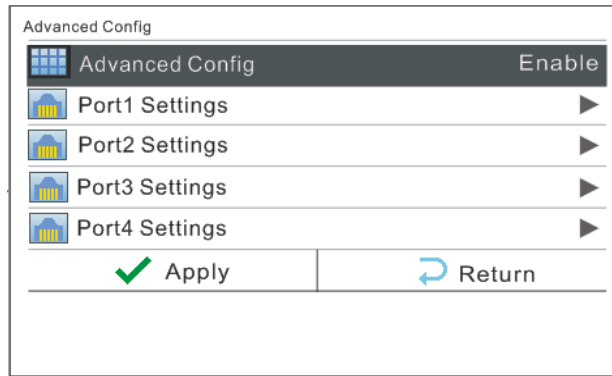 Advanced Config
Advanced Config Enable
Port1 Settings
Port2 Settings
Port3 Settings
Port4 Settings
Apply Return